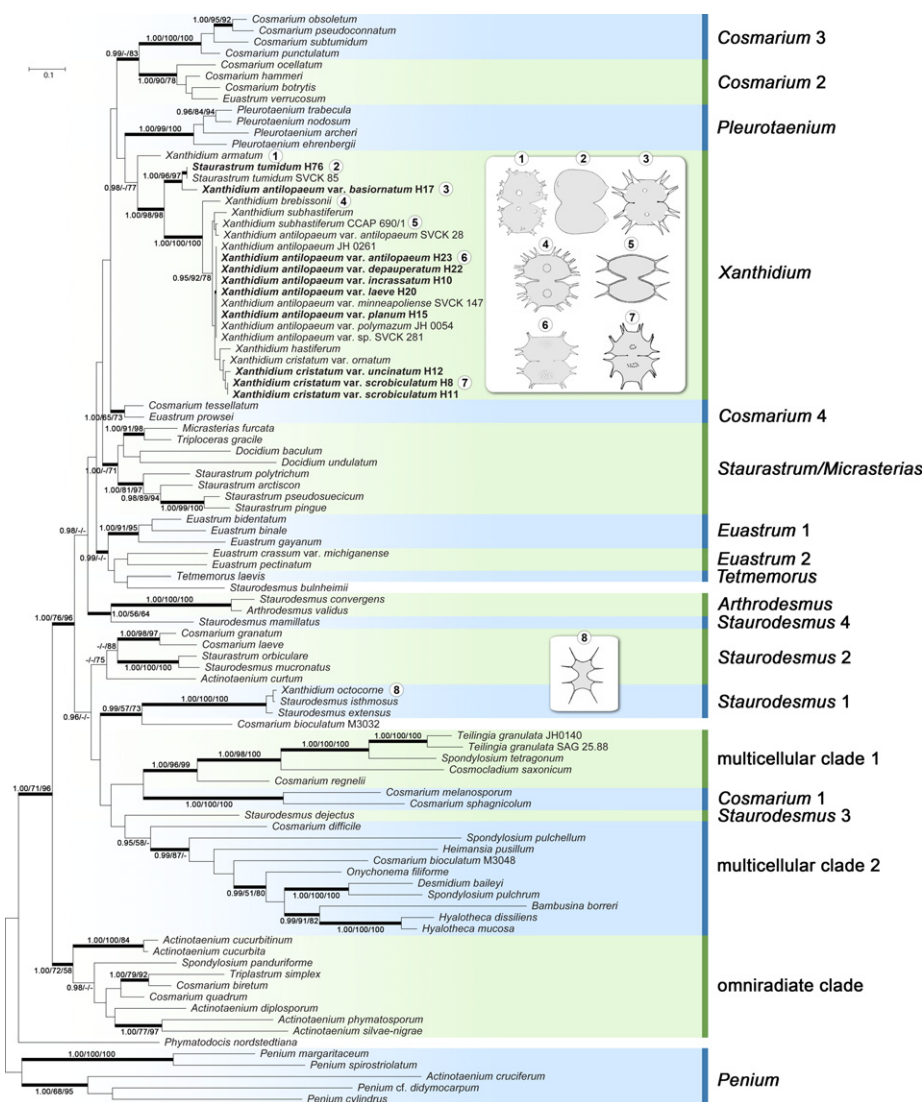 1.00/95/92
Cosmarium obsoletum
Cosmarium pseudoconnatum
1.00/100/100
Cosmarium subtumidum
Cosmarium 3
0.99/-/83
Cosmarium punctulatum
0.1
Cosmarium ocellatum
1.00/90/78
Cosmarium hammeri
Cosmarium 2
Cosmarium botrytis
Euastrum verrucosum
0.96/84/94
Pleurotaenium trabecula
Pleurotaenium nodosum
Pleurotaenium
1.00/99/100
Pleurotaenium archeri
Pleurotaenium ehrenbergii
Xanthidium armatum 1
0.98/-/77
Staurastrum tumidum H76 2
1.00/96/97
Staurastrum tumidum SVCK 85
Xanthidium antilopaeum var. basiornatum H17 3
1.00/98/98
Xanthidium brebissonii 4
1.00/100/100
Xanthidium subhastiferum
Xanthidium subhastiferum CCAP 690/1 5
Xanthidium antilopaeum var. antilopaeum SVCK 28
Xanthidium antilopaeum JH 0261
Xanthidium antilopaeum var. antilopaeum H23 6
Xanthidium antilopaeum var. depauperatum H22
0.95/92/78
Xanthidium antilopaeum var. incrassatum H10
Xanthidium antilopaeum var. laeve H20
Xanthidium antilopaeum var. minneapoliense SVCK 147
Xanthidium antilopaeum var. planum H15
Xanthidium antilopaeum var. polymazum JH 0054
Xanthidium antilopaeum var. sp. SVCK 281
Xanthidium hastiferum
Xanthidium cristatum var. ornatum
Xanthidium cristatum var. uncinatum H12
Xanthidium cristatum var. scrobiculatum H8 7
Xanthidium cristatum var. scrobiculatum H11
1 2 3
4 5
6 7
Xanthidium
Cosmarium tessellatum
1.00/65/73
Euastrum prowsei
Cosmarium 4
1.00/91/98
Micrasterias furcata
Triploceras gracile
Docidium baculum
1.00/-/71
Docidium undulatum
Staurastrum/Micrasterias
Staurastrum polytrichum
1.00/81/97
Staurastrum arctiscon
0.98/89/94
Staurastrum pseudosuecicum
1.00/99/100
Staurastrum pingue
0.98/-/-
1.00/91/95
Euastrum bidentatum
Euastrum binale
Euastrum 1
Euastrum gayanum
0.99/-/-
Euastrum crassum var. michiganense
Euastrum pectinatum
Euastrum 2
Tetmemorus laevis
Tetmemorus
Staurodesmus bulnheimii
1.00/100/100
Staurodesmus convergens
Arthrodesmus validus
Arthrodesmus
1.00/56/64
Staurodesmus mamillatus
Staurodesmus 4
1.00/76/96
1.00/98/97
Cosmarium granatum
-/-/88
Cosmarium laeve
Staurastrum orbiculare
-/-/75
1.00/100/100
Staurodesmus mucronatus
Staurodesmus 2
Actinotaenium curtum
8
1.00/100/100
Xanthidium octocorne 8
Staurodesmus isthmosus
Staurodesmus 1
0.99/57/73
Staurodesmus extensus
0.96/-/-
Cosmarium bioculatum M3032
1.00/100/100
Teilingia granulata JH0140
1.00/100/100
Teilingia granulata SAG 25.88
1.00/98/100
Spondylosium tetragonum
multicellular clade 1
1.00/96/99
Cosmocladium saxonicum
Cosmarium regnelii
Cosmarium melanosporum
1.00/71/96
1.00/100/100
Cosmarium sphagnicolum
Cosmarium 1
Staurodesmus dejectus
Staurodesmus 3
0.95/58/-
Cosmarium difficile
Spondylosium pulchellum
0.99/87/-
Heimansia pusillum
Cosmarium bioculatum M3048
multicellular clade 2
0.99/51/80
Onychonema filiforme
1.00/100/100
Desmidium baileyi
Spondylosium pulchrum
0.99/91/82
Bambusina borreri
Hyalotheca dissiliens
1.00/100/100
Hyalotheca mucosa
1.00/100/84
Actinotaenium cucurbitinum
Actinotaenium cucurbita
1.00/72/58
Spondylosium panduriforme
0.98/-/-
1.00/79/92
Triplastrum simplex
Cosmarium biretum
omniradiate clade
Cosmarium quadrum
Actinotaenium diplosporum
Actinotaenium phymatosporum
1.00/77/97
Actinotaenium silvae-nigrae
Phymatodocis nordstedtiana
1.00/100/100
Penium margaritaceum
Penium spirostriolatum
Actinotaenium cruciferum
Penium
1.00/68/95
Penium cf. didymocarpum
Penium cylindrus